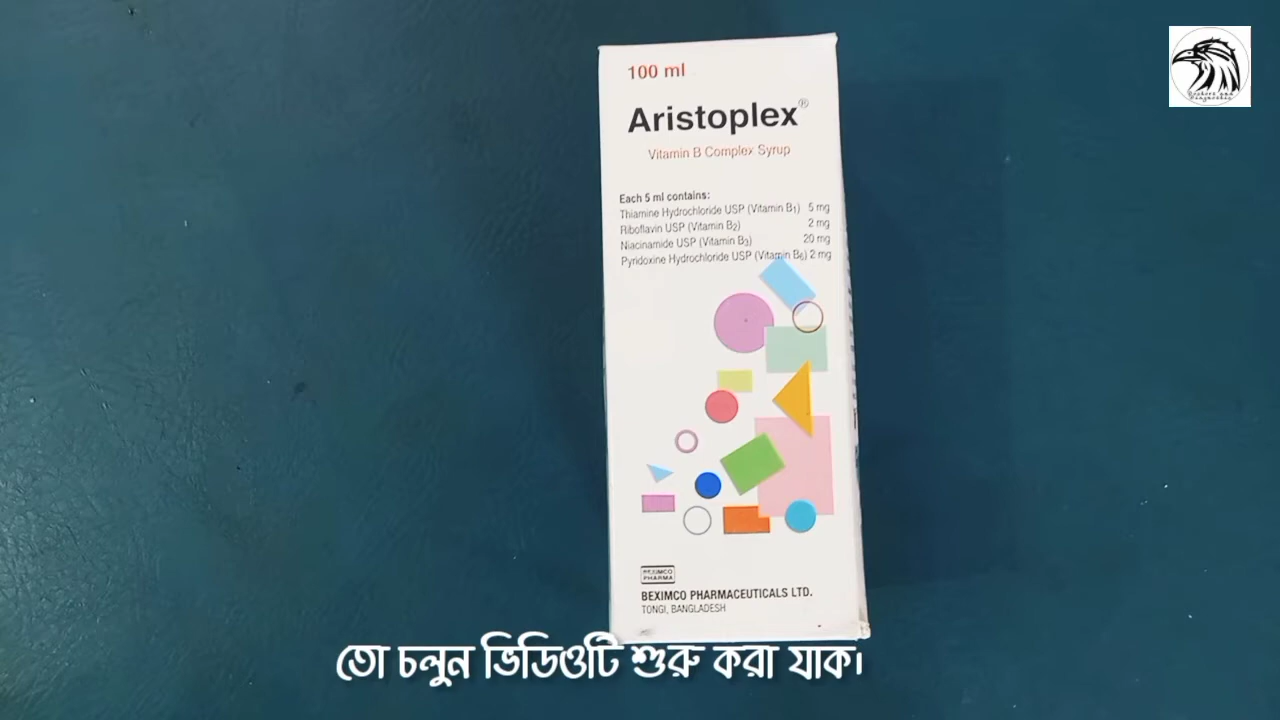 100 ml
Aristoplex®
Vitamin B Complex Syrup
Each 5 ml contains:
Thiamine Hydrochloride USP (Vitamin B₁) 5 mg
Riboflavin USP (Vitamin B₂) 2 mg
Niacinamide USP (Vitamin B₃) 20 mg
Pyridoxine Hydrochloride USP (Vitamin B₆) 2 mg
BEXIMCO
PHARMA
BEXIMCO PHARMACEUTICALS LTD.
TONGI, BANGLADESH
তো চলুন ভিডিওটি শুরু করা যাক।